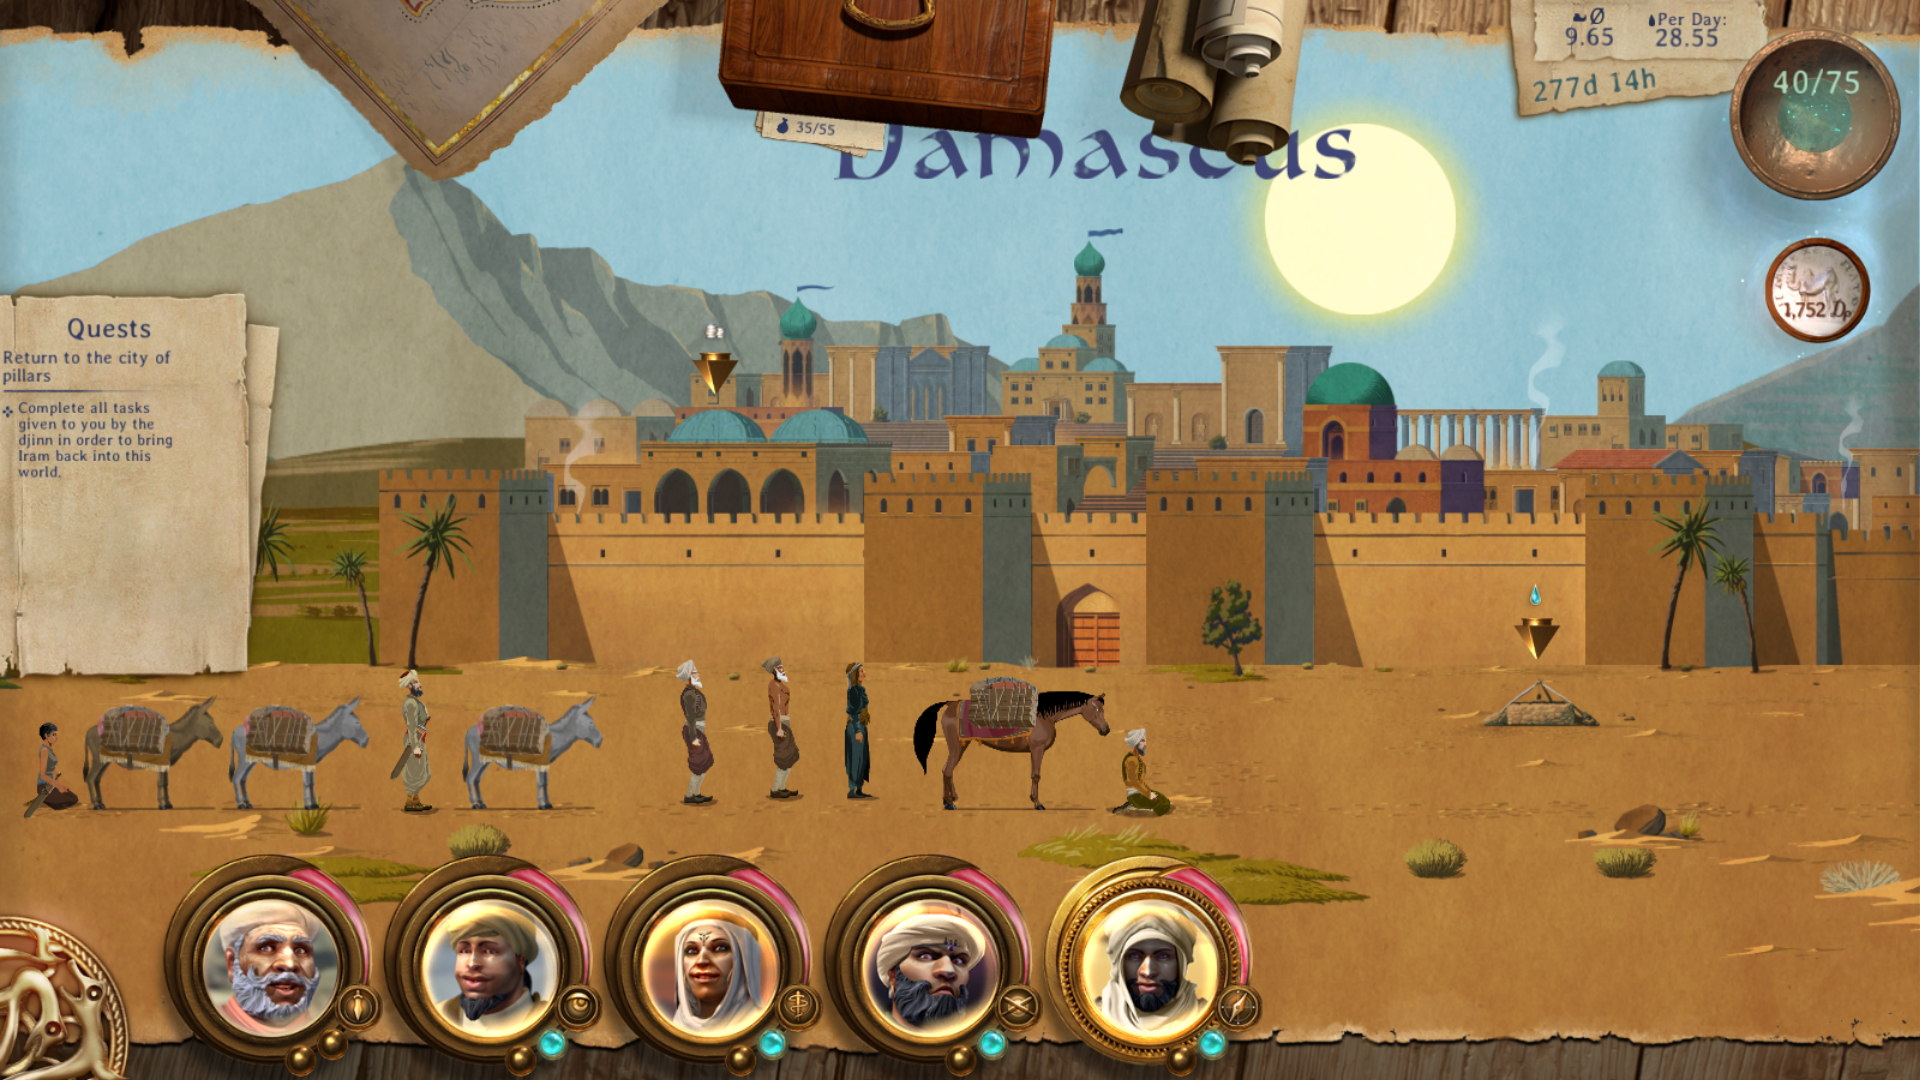 Ø
9.65
Per Day:
28.55
277d 14h
40/75
35/55
Damascus
1,752 Dp
Quests
Return to the city of
pillars
Complete all tasks
given to you by the
djinn in order to bring
Iram back into this
world.